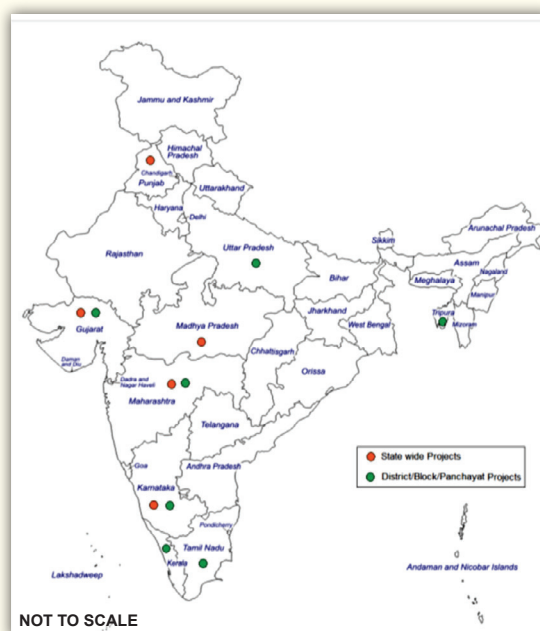 Jammu and Kashmir
Himachal
Pradesh
Chandigarh
Punjab
Uttarakhand
Haryana
Delhi
Rajasthan
Uttar Pradesh
Sikkim
Arunachal Pradesh
Assam
Nagaland
Bihar
Meghalaya
Manipur
Tripura
Mizoram
Gujarat
Madhya Pradesh
Jharkhand
West Bengal
Chhattisgarh
Daman
and Diu
Dadra and
Nagar Haveli
Maharashtra
Orissa
Telangana
Goa
Andhra Pradesh
Karnataka
State wide Projects
District/Block/Panchayat Projects
Pondicherry
Tamil Nadu
Kerala
Lakshadweep
Andaman and Nicobar Islands
NOT TO SCALE